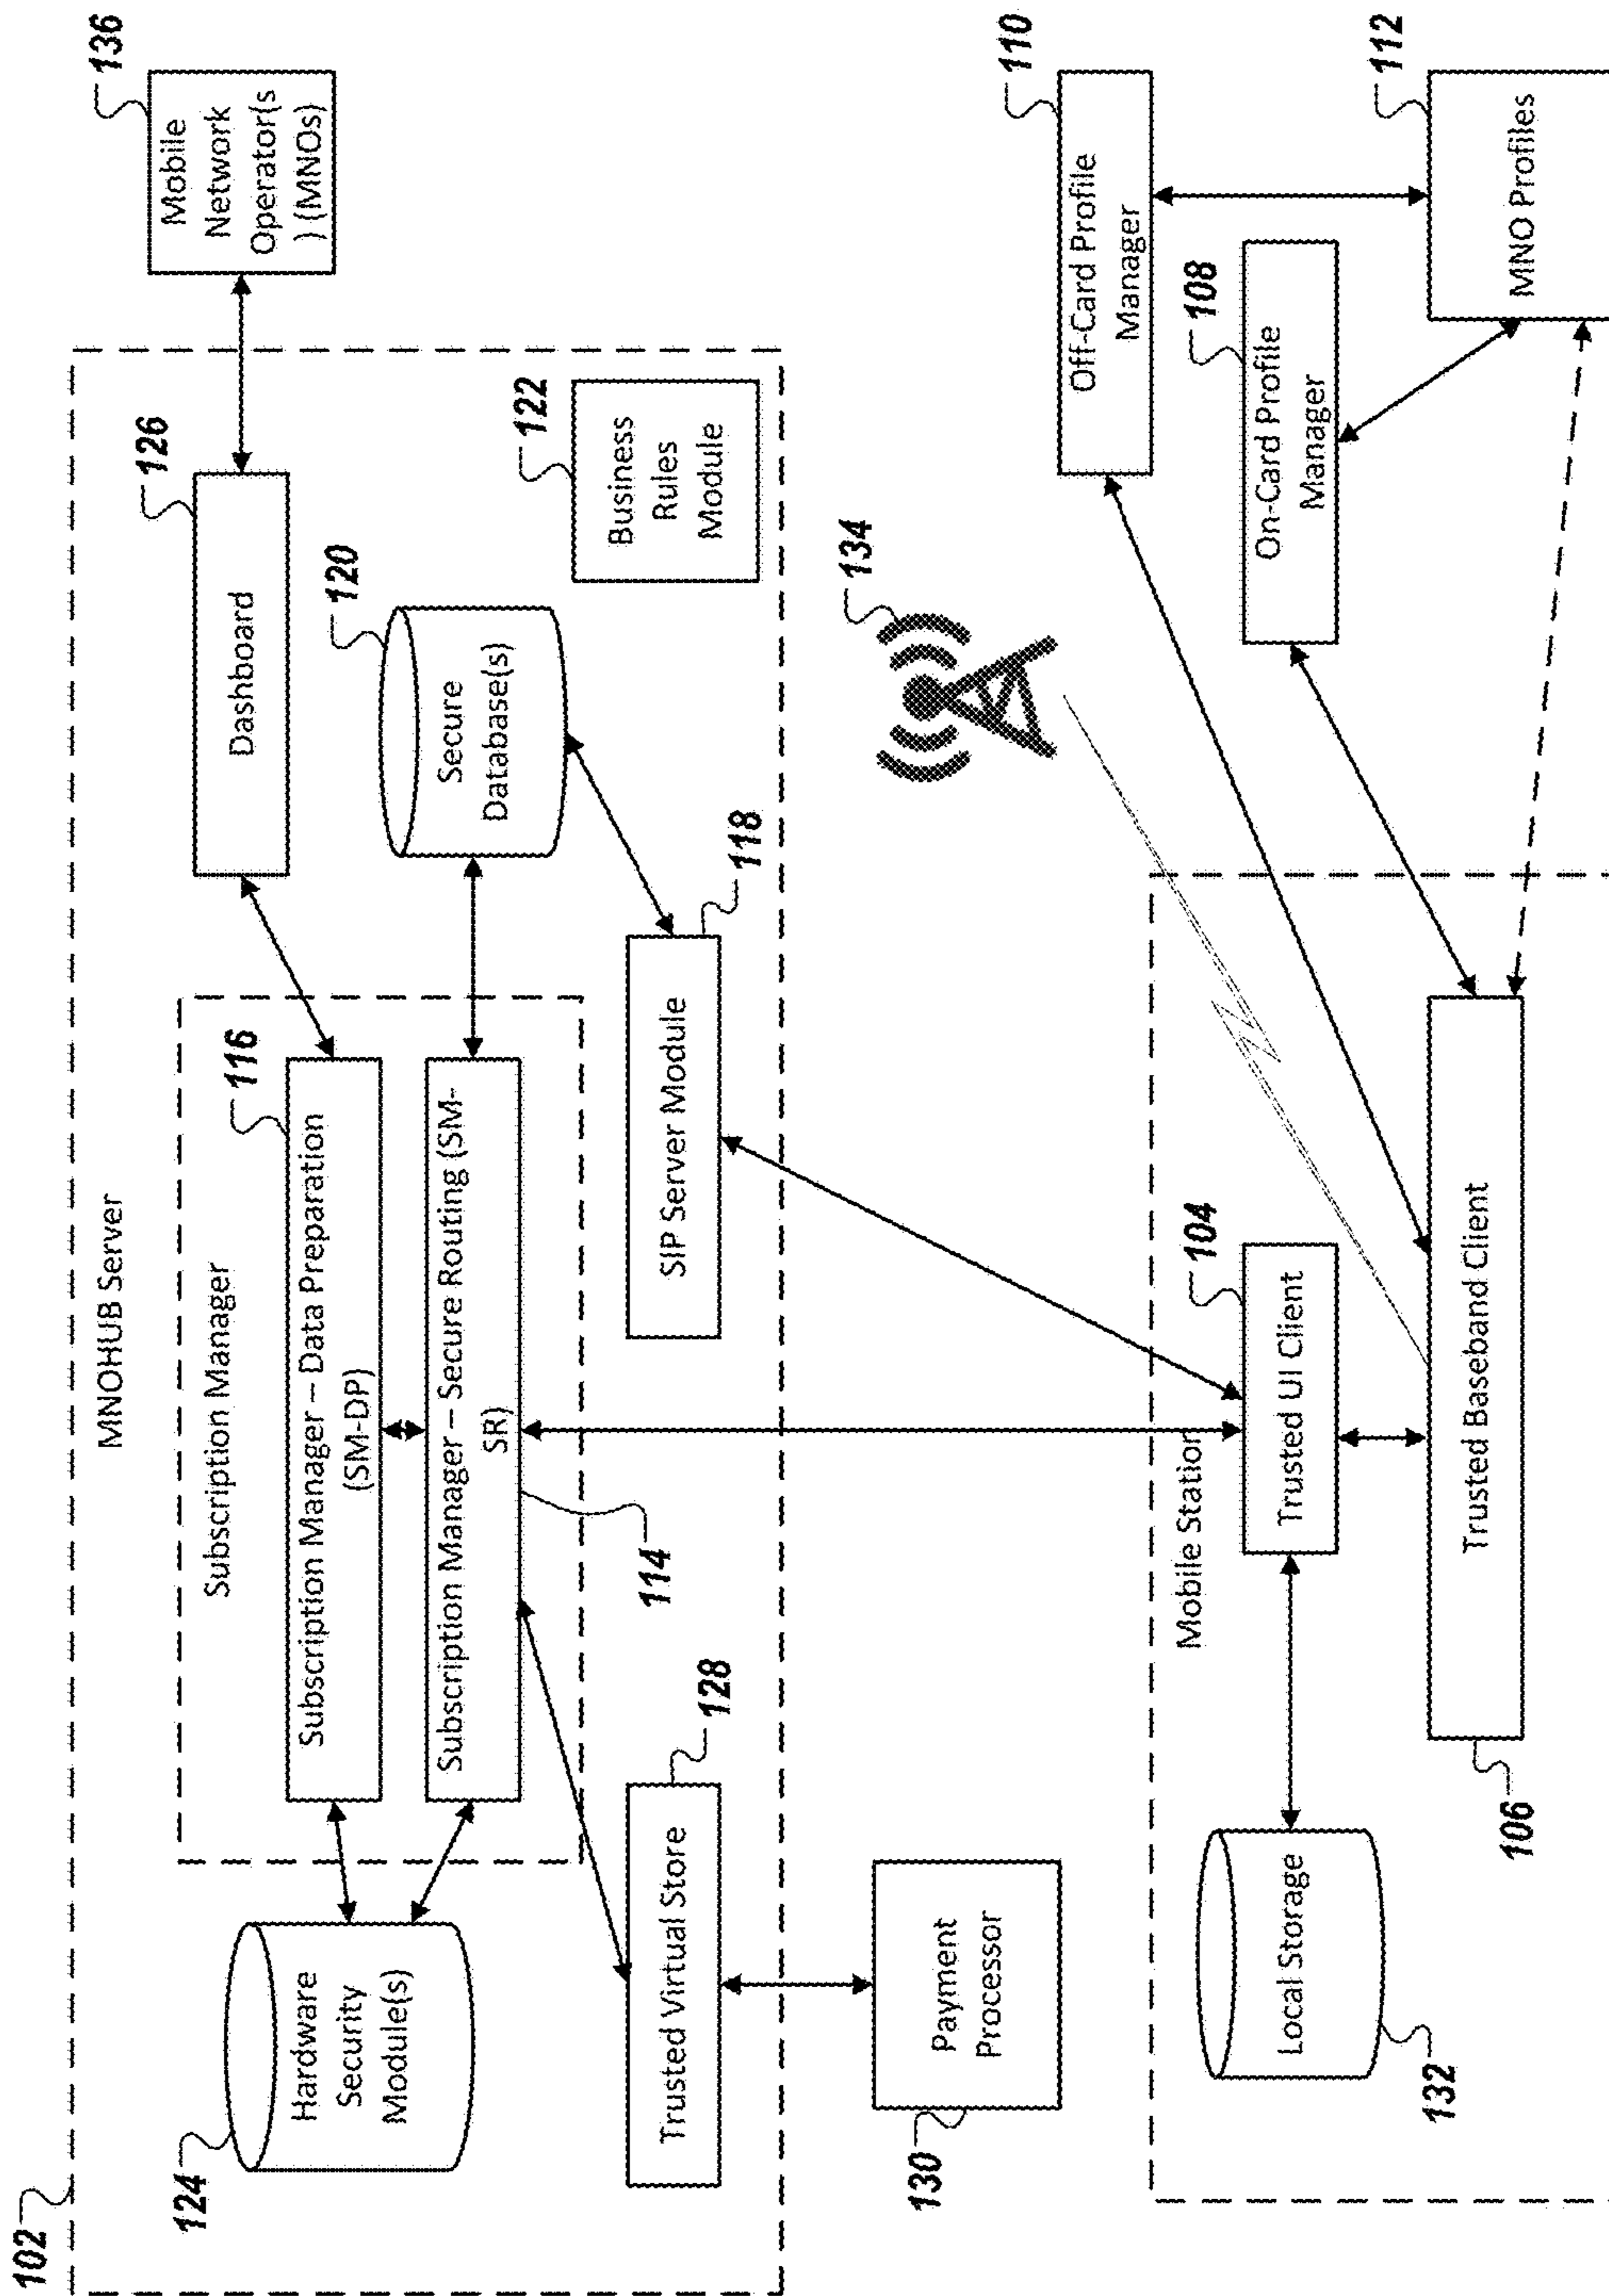 102
MNOHUB Server
136
Mobile
Network
Operator(s
) (MNOs)
Subscription Manager
126
Dashboard
124
Hardware
Security
Module(s)
116
Subscription Manager – Data Preparation
(SM-DP)
Subscription Manager – Secure Routing (SM-
SR)
114
120
Secure
Database(s)
122
Business
Rules
Module
128
Trusted Virtual Store
118
SIP Server Module
130
Payment
Processor
134
110
Off-Card Profile
Manager
Mobile Station
104
Trusted UI Client
108
On-Card Profile
Manager
132
Local Storage
106
Trusted Baseband Client
112
MNO Profiles